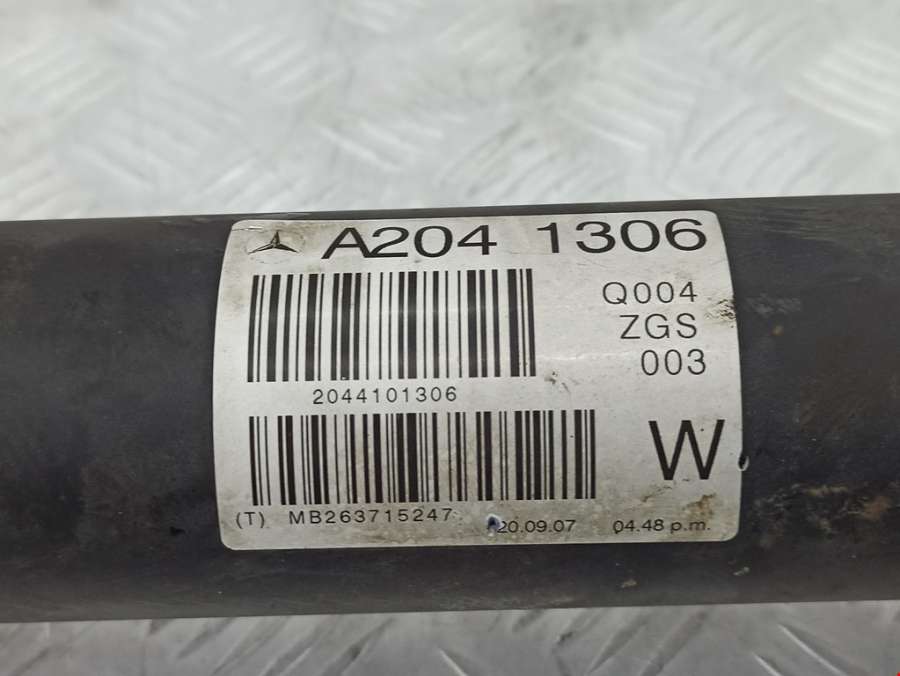 A204 1306
Q004
ZGS
003
2044101306
W
(T) MB263715247
20.09.07 04.48 p.m.